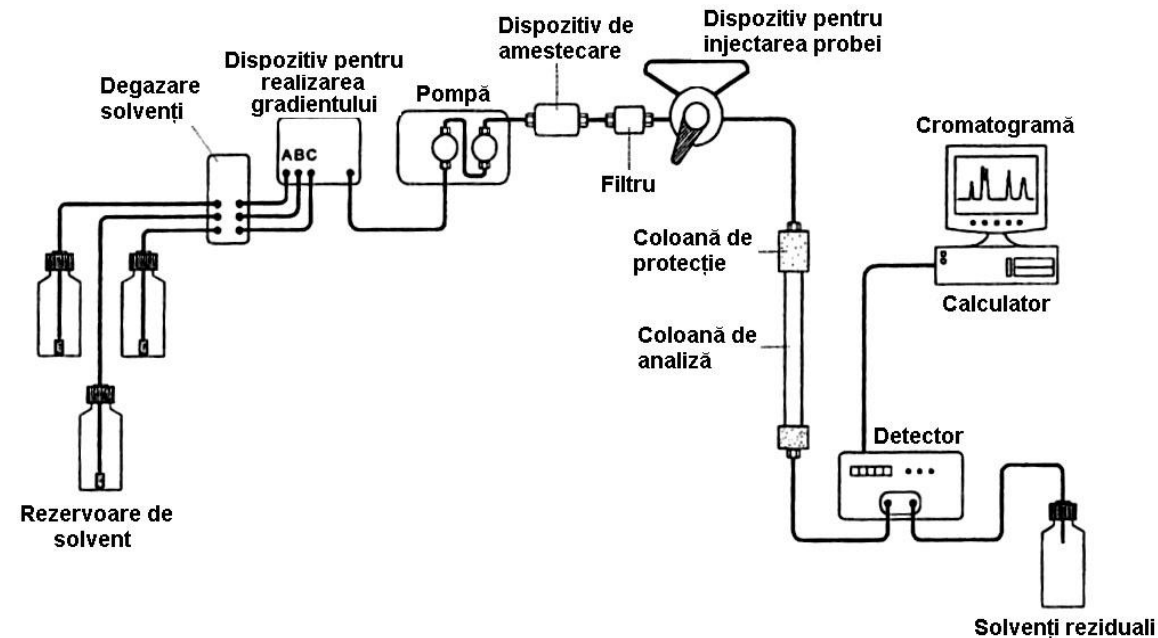 Degazare
solvenți
Dispozitiv pentru
realizarea
gradientului
ABC
Pompă
Dispozitiv de
amestecare
Filtru
Dispozitiv pentru
injectarea probei
Cromatogramă
Calculator
Coloană de
protecție
Coloană de
analiză
Detector
Rezervoare de
solvent
Solvenți reziduali